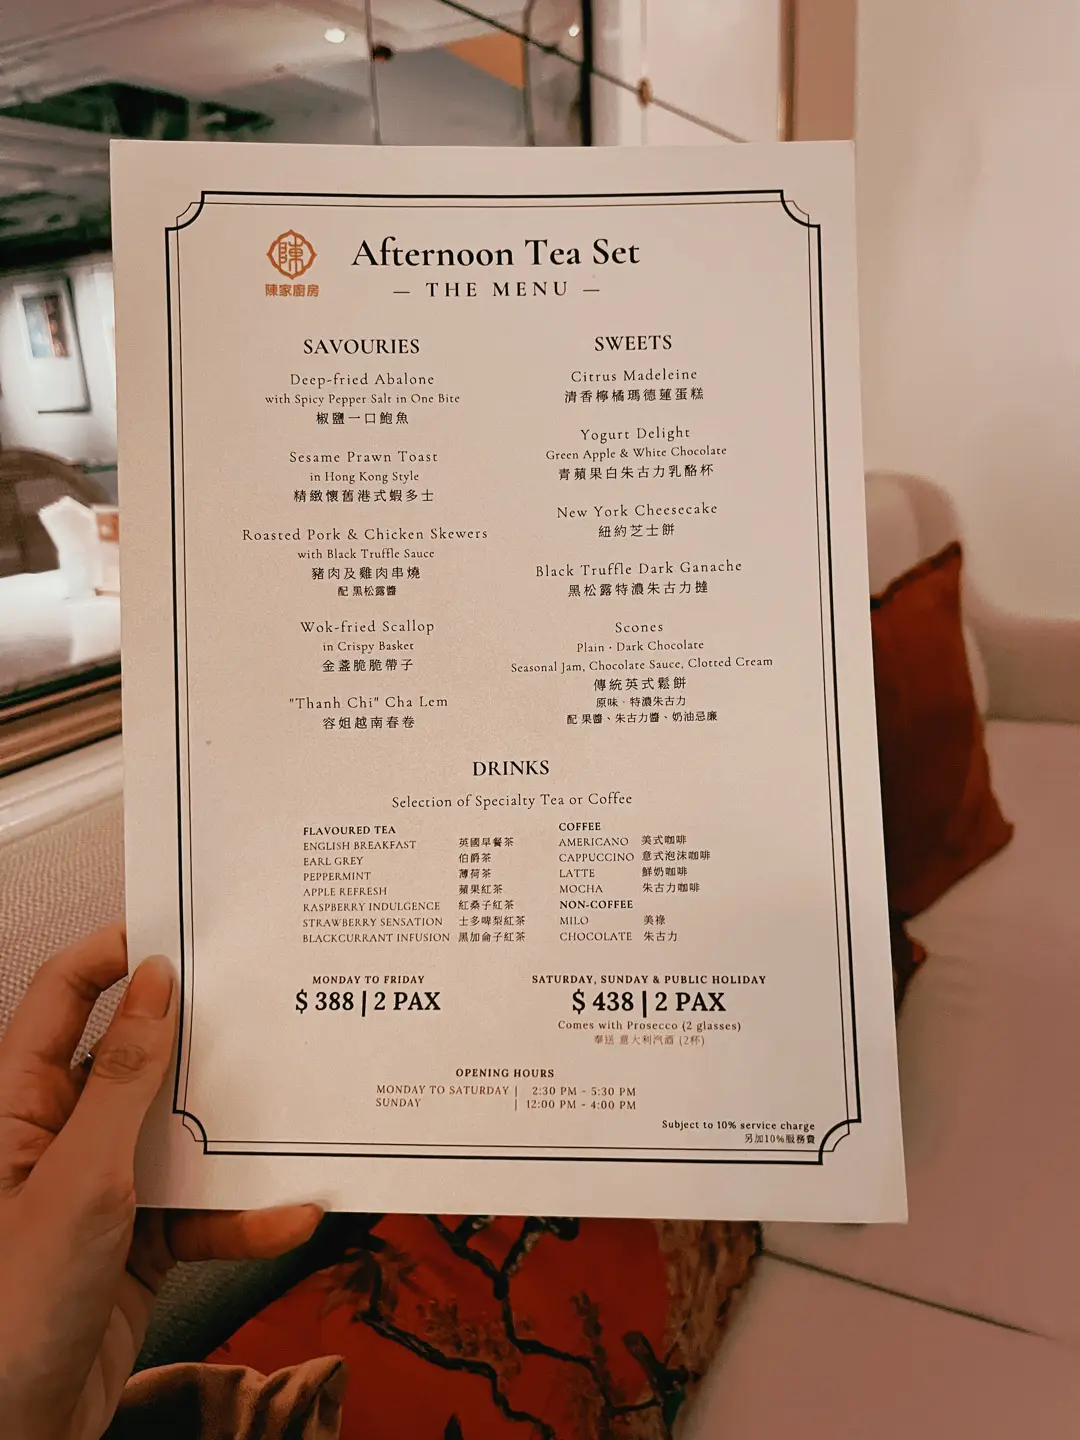 陳
陳家廚房
Afternoon Tea Set
— THE MENU —
SAVOURIES
Deep-fried Abalone
with Spicy Pepper Salt in One Bite
椒鹽一口鮑魚
Sesame Prawn Toast
in Hong Kong Style
精緻懷舊港式蝦多士
Roasted Pork & Chicken Skewers
with Black Truffle Sauce
豬肉及雞肉串燒
配 黑松露醬
Wok-fried Scallop
in Crispy Basket
金盞脆脆帶子
"Thanh Chi" Cha Lem
容姐越南春卷
SWEETS
Citrus Madeleine
清香檸橘瑪德蓮蛋糕
Yogurt Delight
Green Apple & White Chocolate
青蘋果白朱古力乳酪杯
New York Cheesecake
紐約芝士餅
Black Truffle Dark Ganache
黑松露特濃朱古力撻
Scones
Plain · Dark Chocolate
Seasonal Jam, Chocolate Sauce, Clotted Cream
傳統英式鬆餅
原味 · 特濃朱古力
配 果醬、朱古力醬、奶油忌廉
DRINKS
Selection of Specialty Tea or Coffee
FLAVOURED TEA
ENGLISH BREAKFAST 英國早餐茶
EARL GREY 伯爵茶
PEPPERMINT 薄荷茶
APPLE REFRESH 蘋果紅茶
RASPBERRY INDULGENCE 紅桑子紅茶
STRAWBERRY SENSATION 士多啤梨紅茶
BLACKCURRANT INFUSION 黑加侖子紅茶
COFFEE
AMERICANO 美式咖啡
CAPPUCCINO 意式泡沫咖啡
LATTE 鮮奶咖啡
MOCHA 朱古力咖啡
NON-COFFEE
MILO 美祿
CHOCOLATE 朱古力
MONDAY TO FRIDAY
$ 388 | 2 PAX
SATURDAY, SUNDAY & PUBLIC HOLIDAY
$ 438 | 2 PAX
Comes with Prosecco (2 glasses)
奉送 意大利汽酒 (2杯)
OPENING HOURS
MONDAY TO SATURDAY | 2:30 PM - 5:30 PM
SUNDAY | 12:00 PM - 4:00 PM
Subject to 10% service charge
另加10%服務費